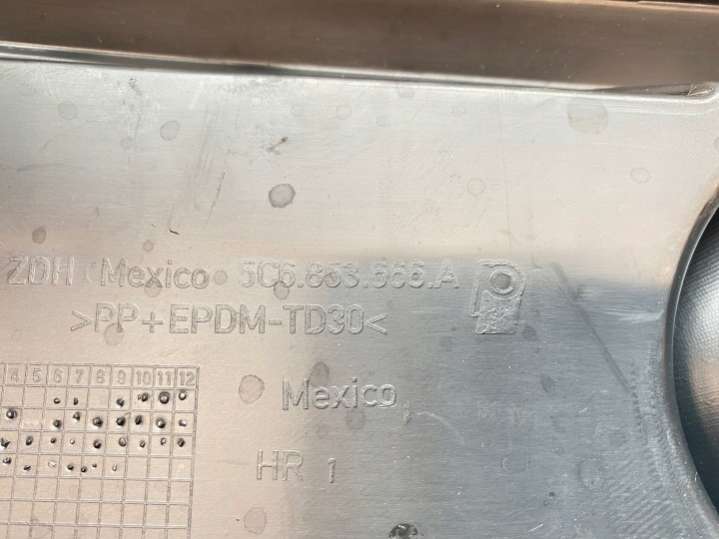 ZDH Mexico 5C6.853.666.A
>PP+EPDM-TD30<
4 5 6 7 8 9 10 11 12
Mexico
HR 1